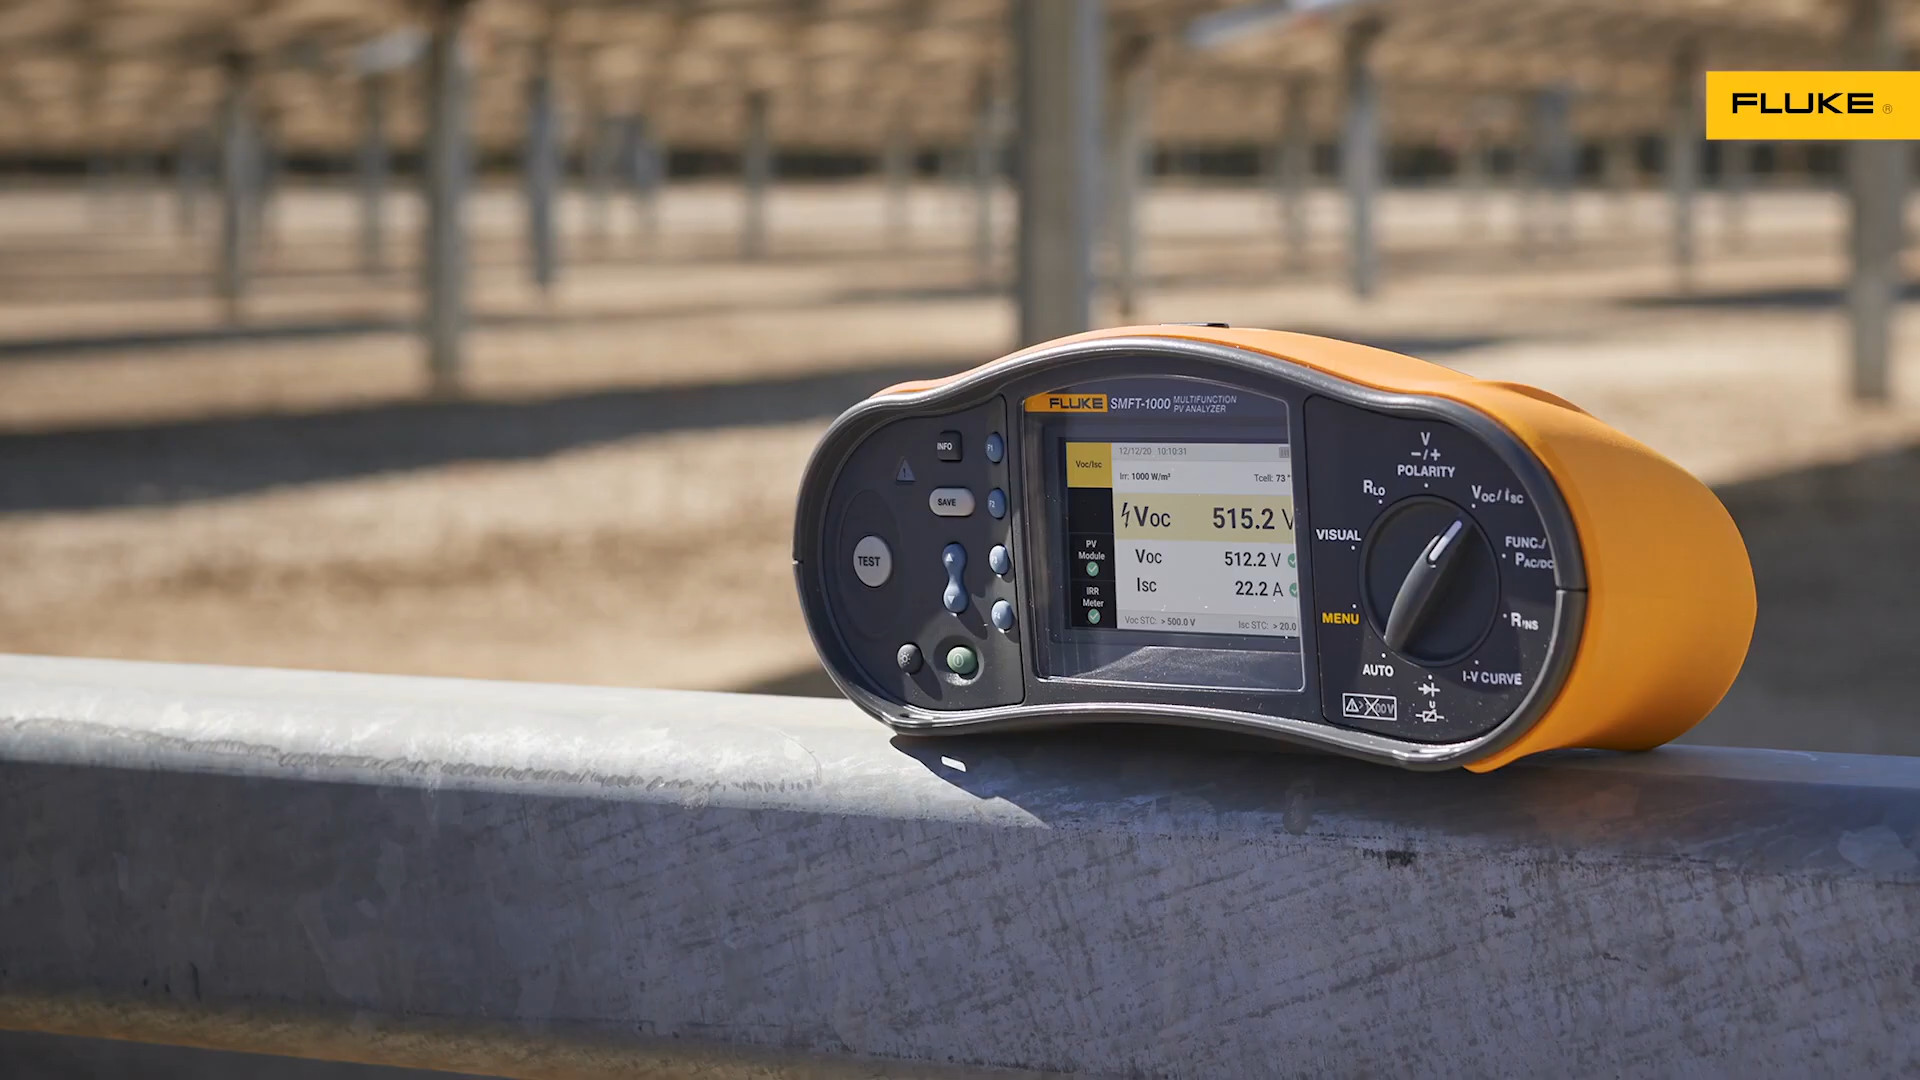 FLUKE ®
FLUKE SMFT-1000 MULTIFUNCTION
PV ANALYZER
INFO
F1
SAVE
F2
TEST
Voc/Isc
12/12/20 10:10:31
Irr: 1000 W/m² Tcell: 73 °
VOC 515.2 V
VOC 512.2 V
ISC 22.2 A
PV
Module
IRR
Meter
Voc STC: > 500.0 V Isc STC: > 20.0
V
–/+
POLARITY
RLO
VOC / ISC
VISUAL
FUNC./
PAC/DC
MENU
RINS
AUTO
I-V CURVE